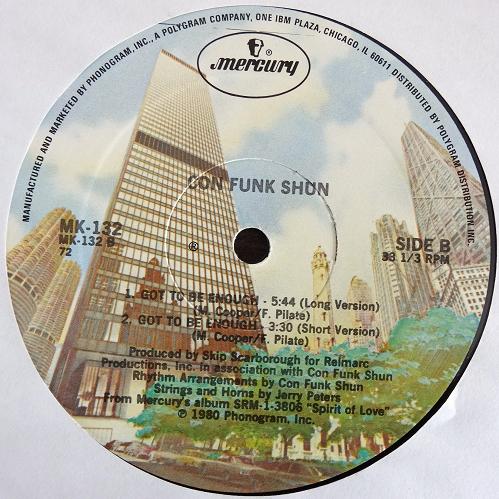 MANUFACTURED AND MARKETED BY PHONOGRAM, INC., A POLYGRAM COMPANY, ONE IBM PLAZA, CHICAGO, IL 60611 DISTRIBUTED BY POLYGRAM DISTRIBUTION INC.
mercury ®
CON FUNK SHUN
MK-132
MK-132 B
72
℗
SIDE B
33 1/3 RPM
1. GOT TO BE ENOUGH - 5:44 (Long Version)
(M. Cooper/F. Pilate)
2. GOT TO BE ENOUGH - 3:30 (Short Version)
(M. Cooper/F. Pilate)
Produced by Skip Scarborough for Relmarc
Productions, Inc. in association with Con Funk Shun
Rhythm Arrangements by Con Funk Shun
Strings and Horns by Jerry Peters
From Mercury's album SRM-1-3806 "Spirit of Love"
℗ 1980 Phonogram, Inc.